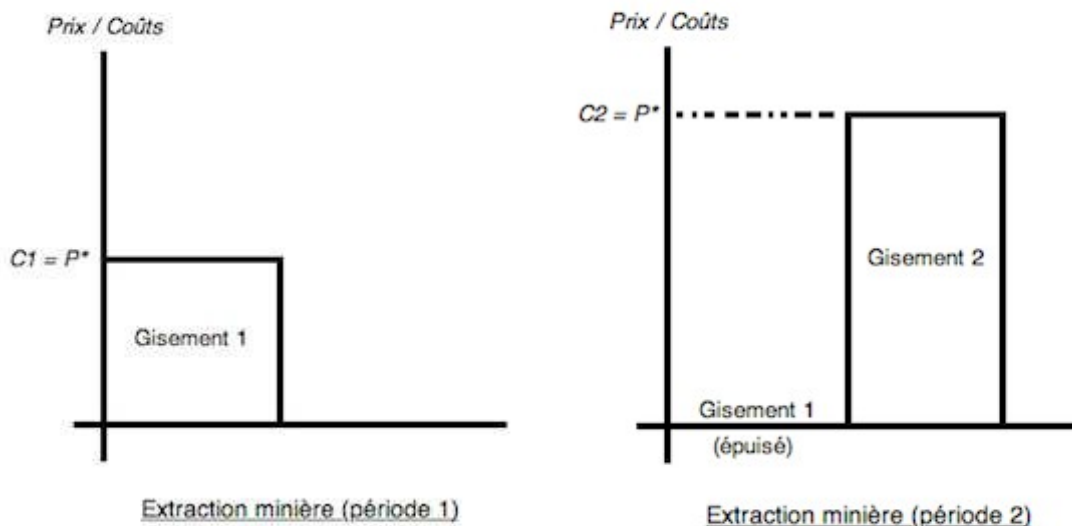 Prix / Coûts
C1 = P*
Gisement 1
Extraction minière (période 1)
Prix / Coûts
C2 = P*
Gisement 2
Gisement 1
(épuisé)
Extraction minière (période 2)